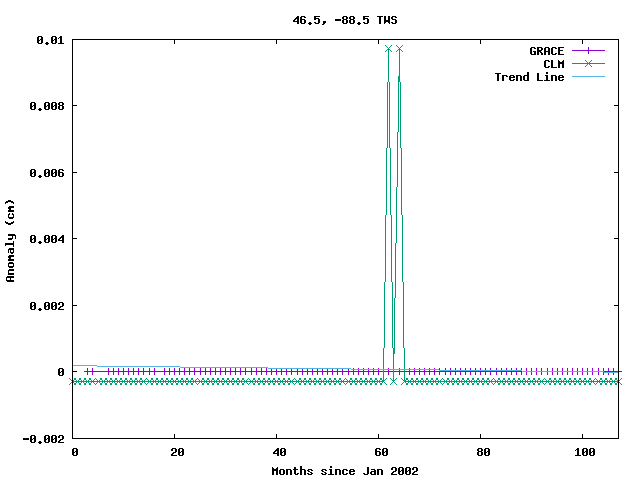 46.5, -88.5 TWS
0.01
0.008
0.006
0.004
0.002
0
-0.002
Anomaly (cm)
GRACE
CLM
Trend Line
0 20 40 60 80 100
Months since Jan 2002